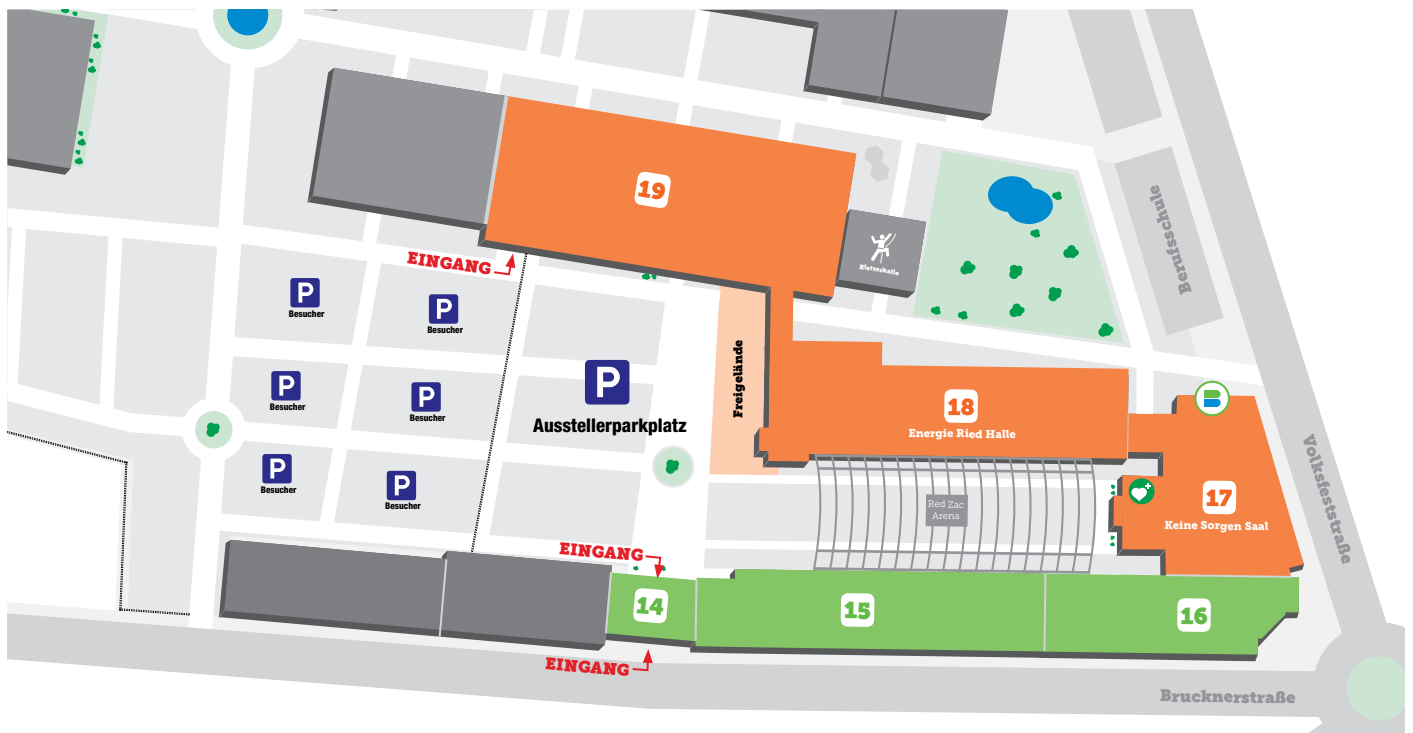 19
EINGANG
Kletterhalle
Berufsschule
P
Besucher
P
Besucher
P
Besucher
P
Besucher
P
Besucher
P
Besucher
P
Ausstellerparkplatz
Freigelände
18
Energie Ried Halle
B
17
Keine Sorgen Saal
Volksfeststraße
Red Zac
Arena
EINGANG
14
15
16
EINGANG
Brucknerstraße